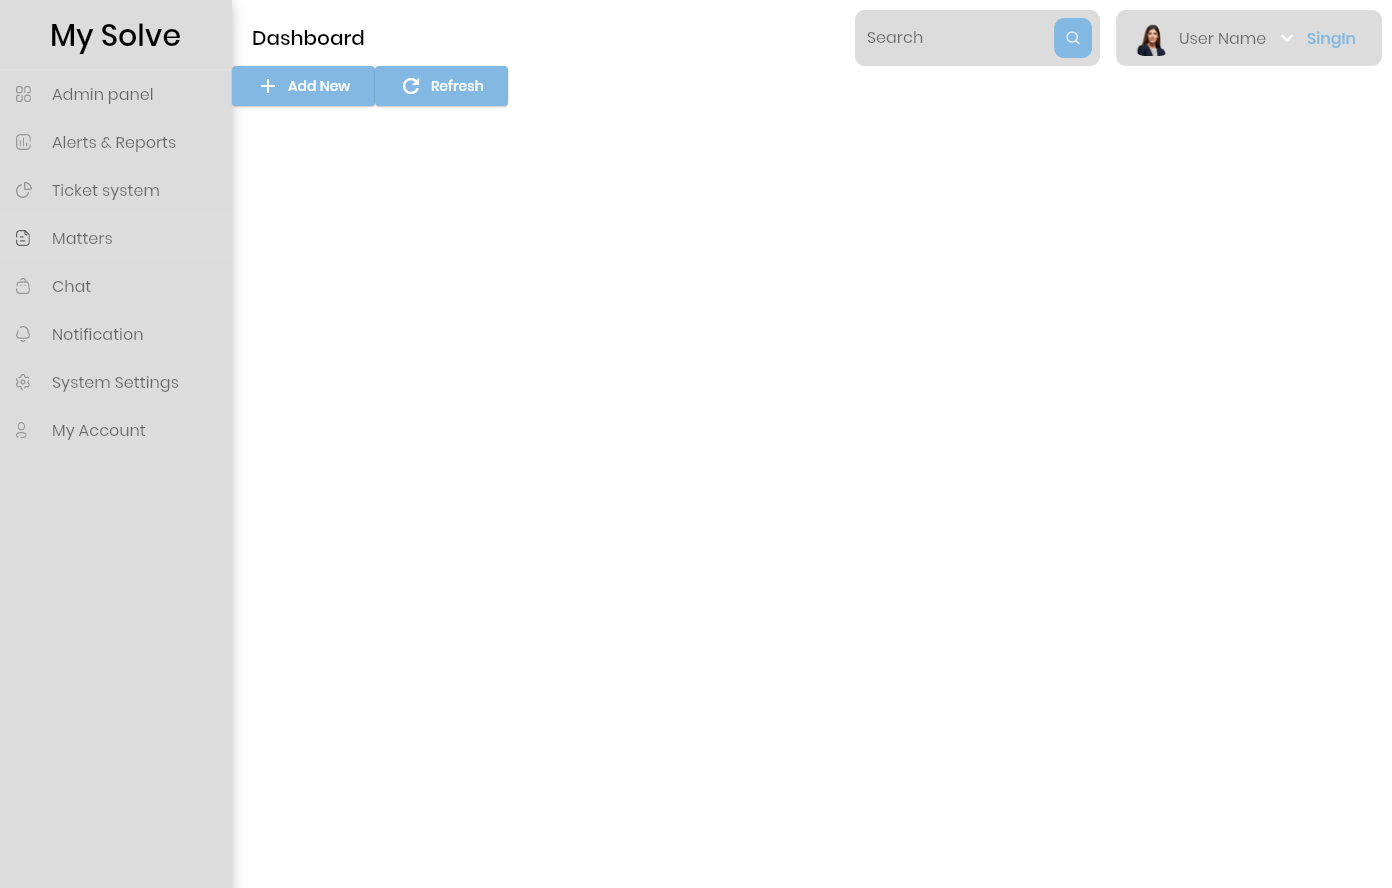 My Solve
Admin panel
Alerts & Reports
Ticket system
Matters
Chat
Notification
System Settings
My Account
Dashboard
Search
User Name
SingIn
Add New
Refresh